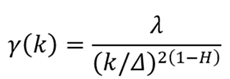 γ(k) = λ / (k/Δ)^{2(1−H)}